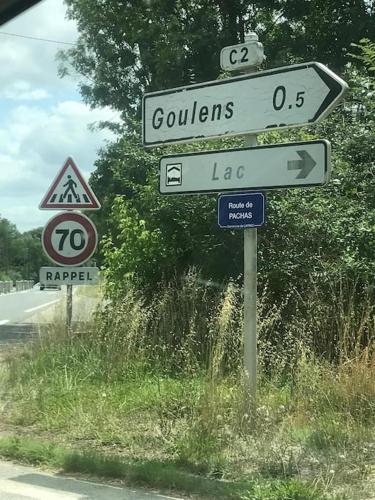 C2
Goulens 0.5
Lac
Route de
PACHAS
70
RAPPEL